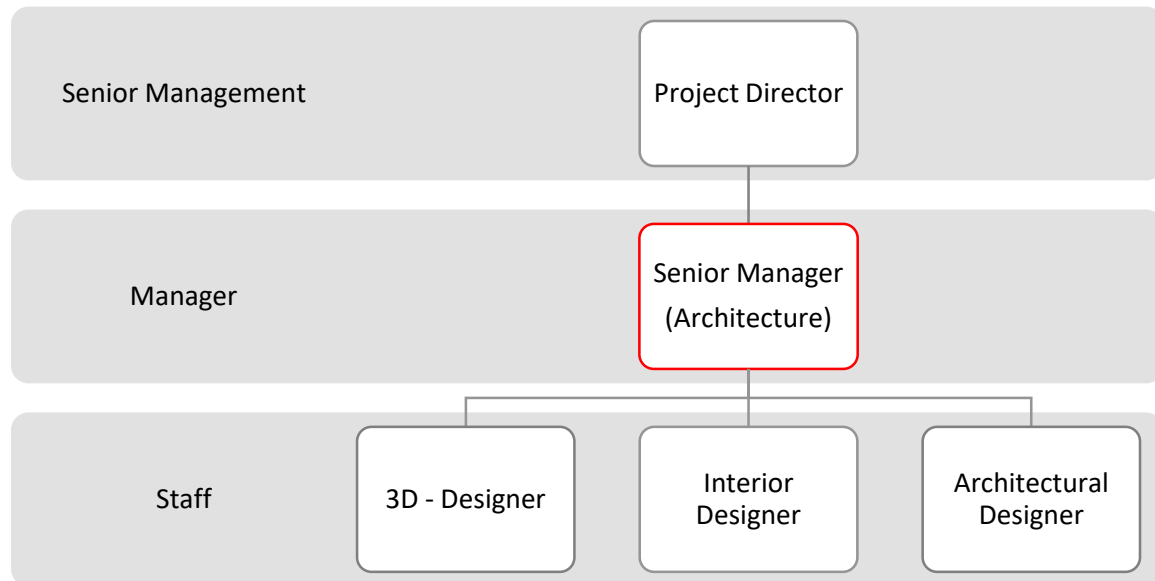 Senior Management
Project Director
Manager
Senior Manager
(Architecture)
Staff
3D - Designer
Interior
Designer
Architectural
Designer